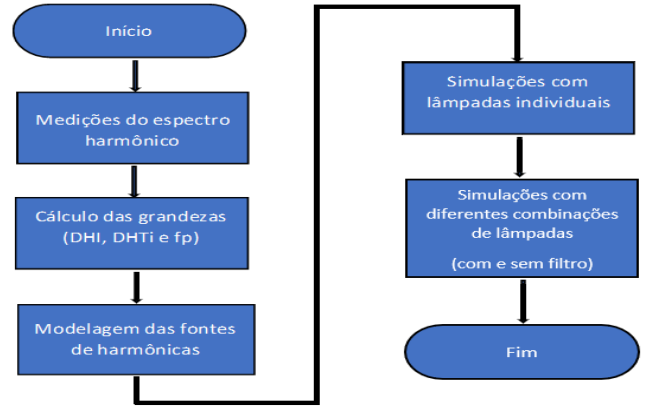 Início
Medições do espectro
harmônico
Cálculo das grandezas
(DHI, DHTi e fp)
Modelagem das fontes
de harmônicas
Simulações com
lâmpadas individuais
Simulações com
diferentes combinações
de lâmpadas
(com e sem filtro)
Fim